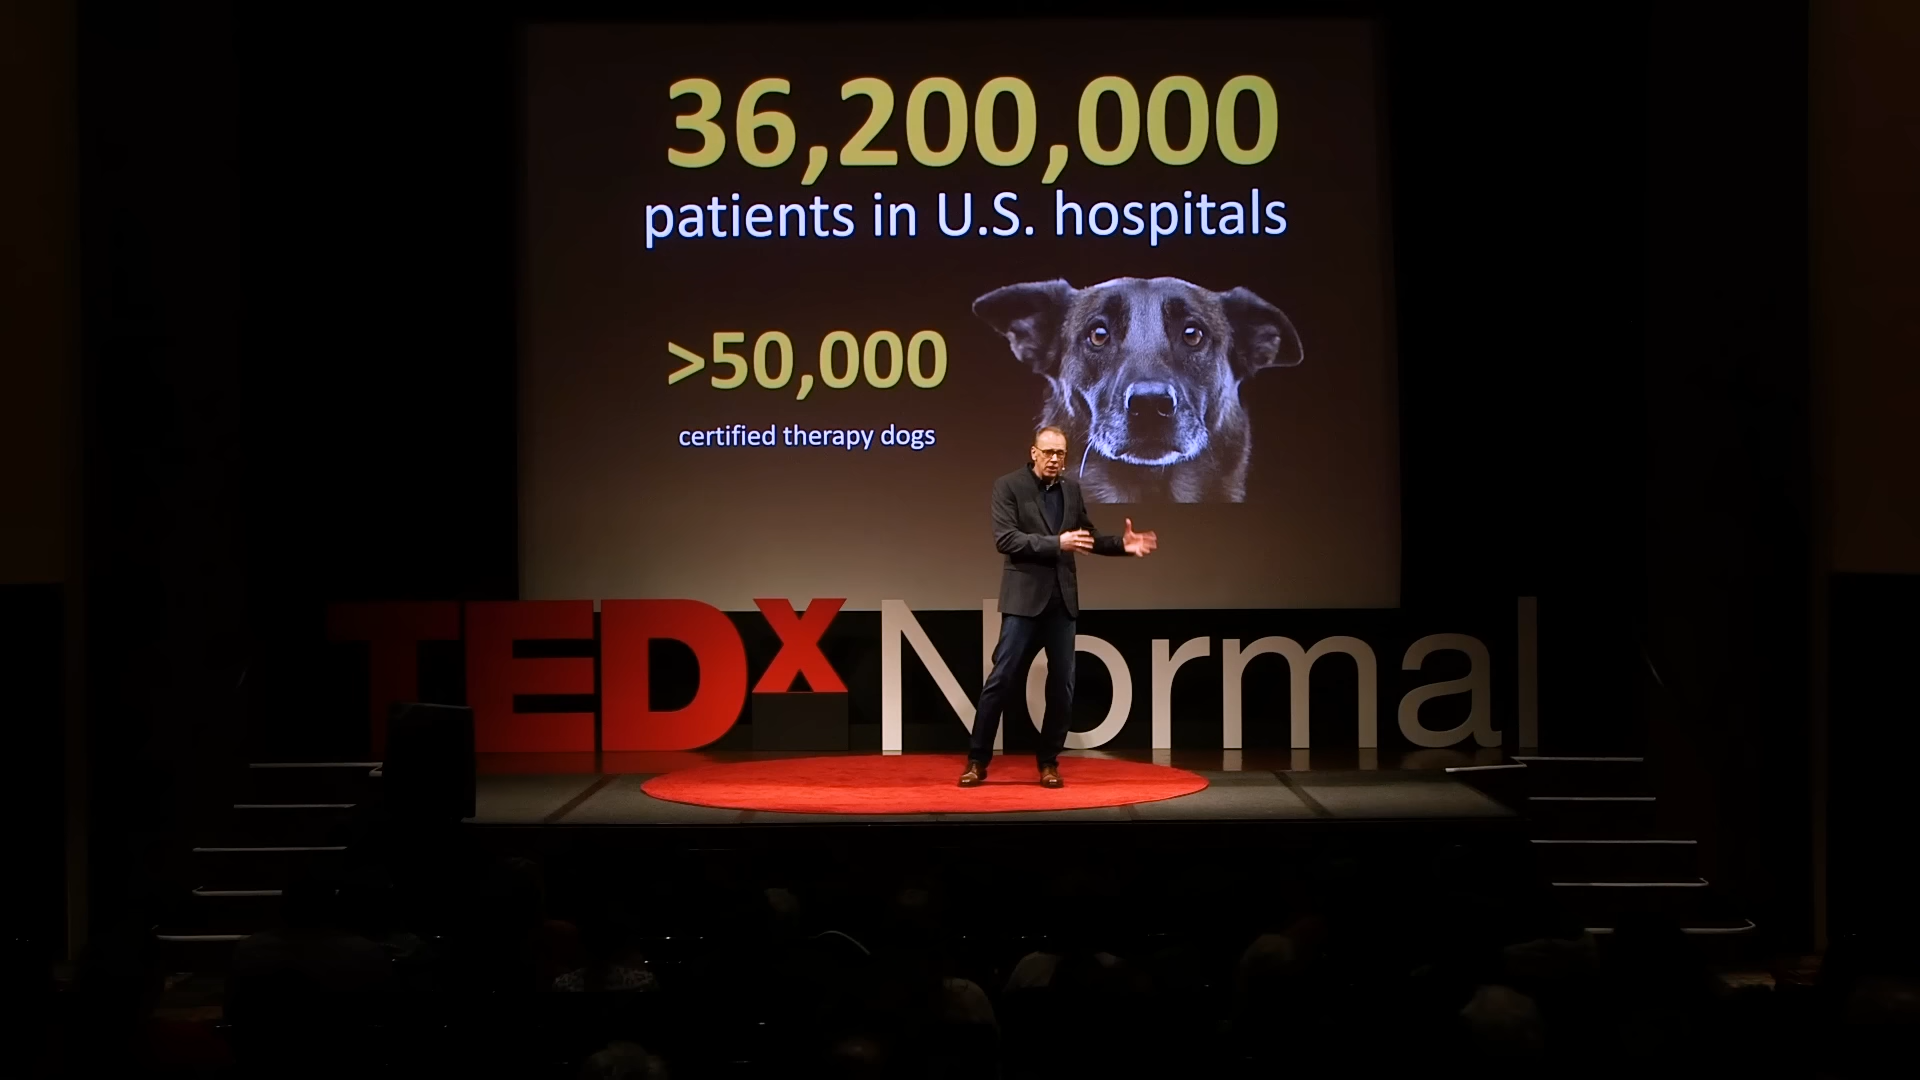 36,200,000
patients in U.S. hospitals
>50,000
certified therapy dogs
TEDx Normal